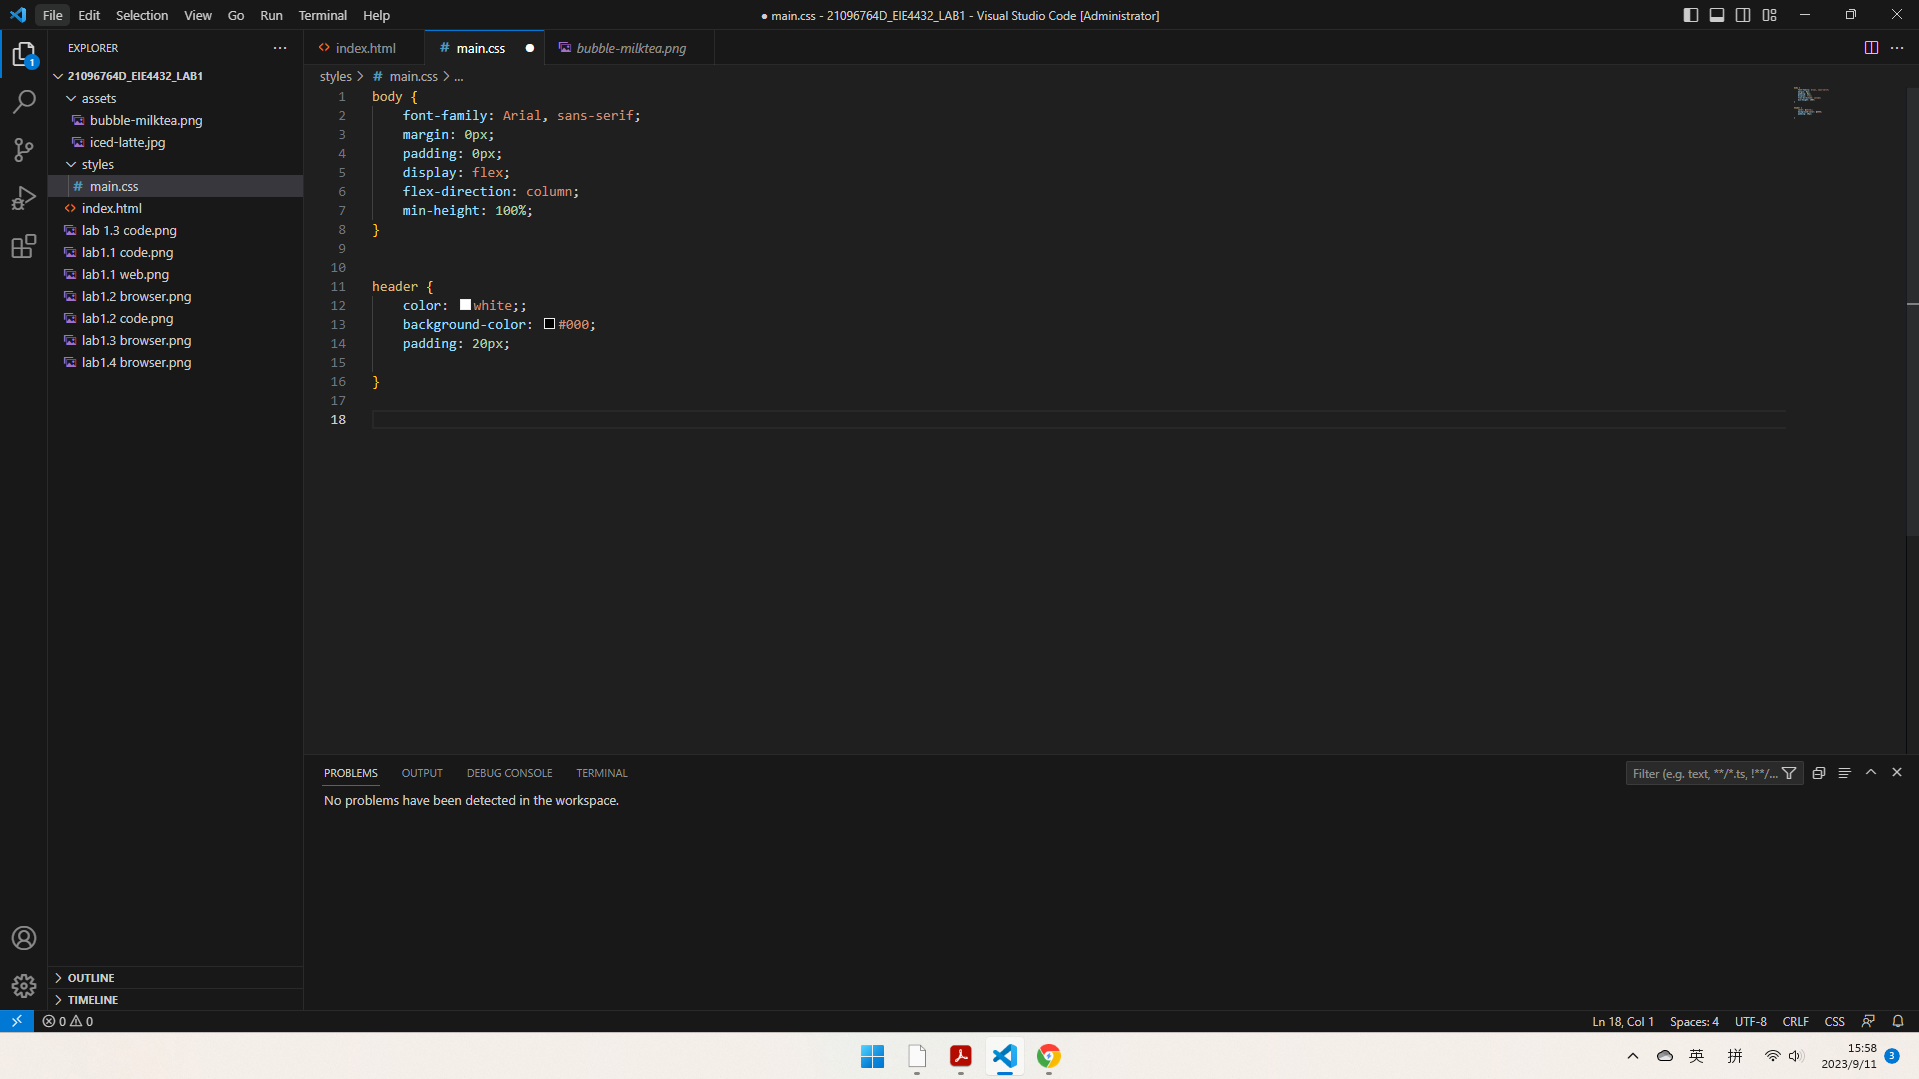 File Edit Selection View Go Run Terminal Help
● main.css - 21096764D_EIE4432_LAB1 - Visual Studio Code [Administrator]
EXPLORER
1
21096764D_EIE4432_LAB1
assets
bubble-milktea.png
iced-latte.jpg
styles
# main.css
index.html
lab 1.3 code.png
lab1.1 code.png
lab1.1 web.png
lab1.2 browser.png
lab1.2 code.png
lab1.3 browser.png
lab1.4 browser.png
OUTLINE
TIMELINE
index.html # main.css bubble-milktea.png
styles > # main.css > ...
1 body {
2 font-family: Arial, sans-serif;
3 margin: 0px;
4 padding: 0px;
5 display: flex;
6 flex-direction: column;
7 min-height: 100%;
8 }
9
10
11 header {
12 color: white;;
13 background-color: #000;
14 padding: 20px;
15
16 }
17
18
PROBLEMS OUTPUT DEBUG CONSOLE TERMINAL
Filter (e.g. text, **/*.ts, !**/...
No problems have been detected in the workspace.
0 0
Ln 18, Col 1 Spaces: 4 UTF-8 CRLF CSS
英 拼
15:58
2023/9/11
3